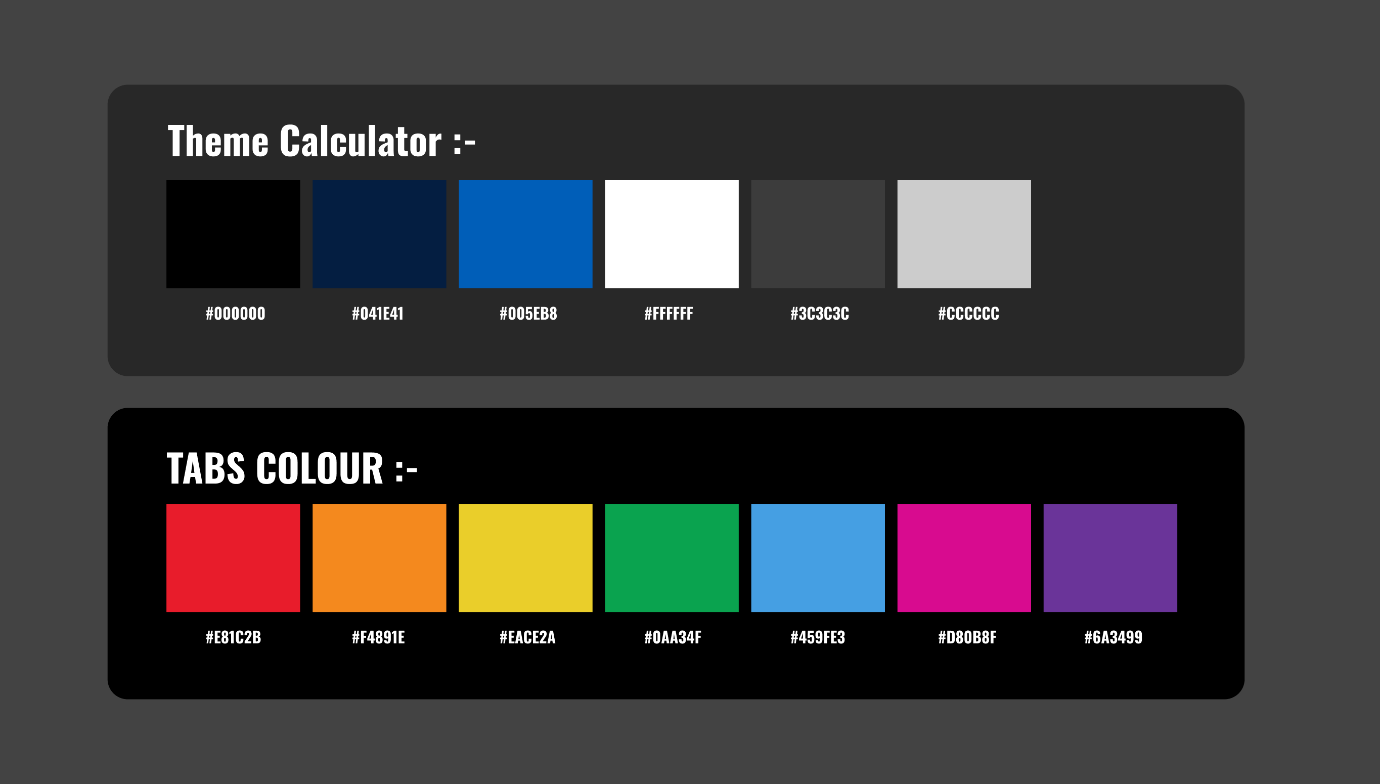 Theme Calculator :-
#000000 #041E41 #005EB8 #FFFFFF #3C3C3C #CCCCCC
TABS COLOUR :-
#E81C2B #F4891E #EACE2A #0AA34F #459FE3 #D80B8F #6A3499